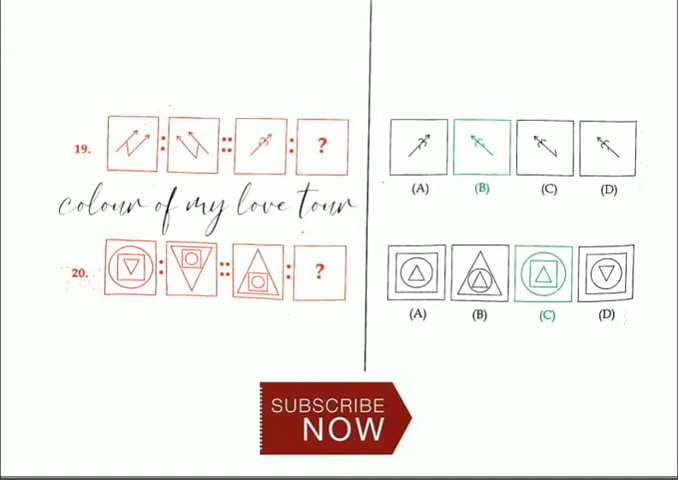 19.
: :: : ?
(A) (B) (C) (D)
colour of my love tour
20.
: :: : ?
(A) (B) (C) (D)
SUBSCRIBE
NOW